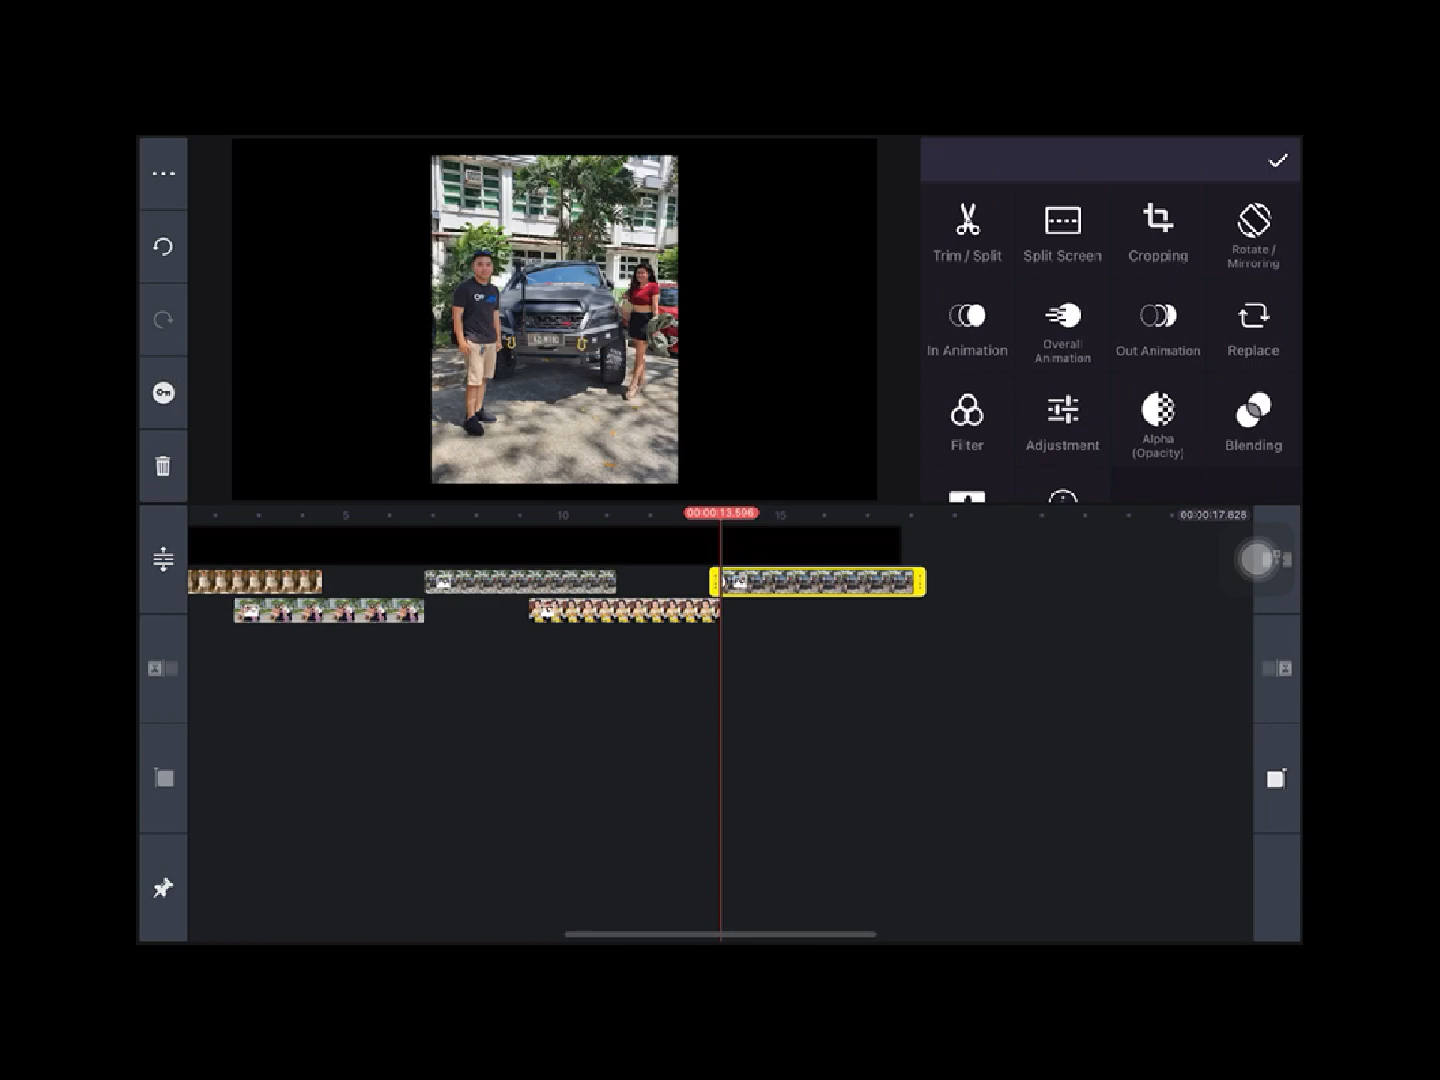 Trim / Split
Split Screen
Cropping
Rotate /
Mirroring
In Animation
Overall
Animation
Out Animation
Replace
Filter
Adjustment
Alpha
(Opacity)
Blending
5
10
00:00:13.596
15
00:00:17.828